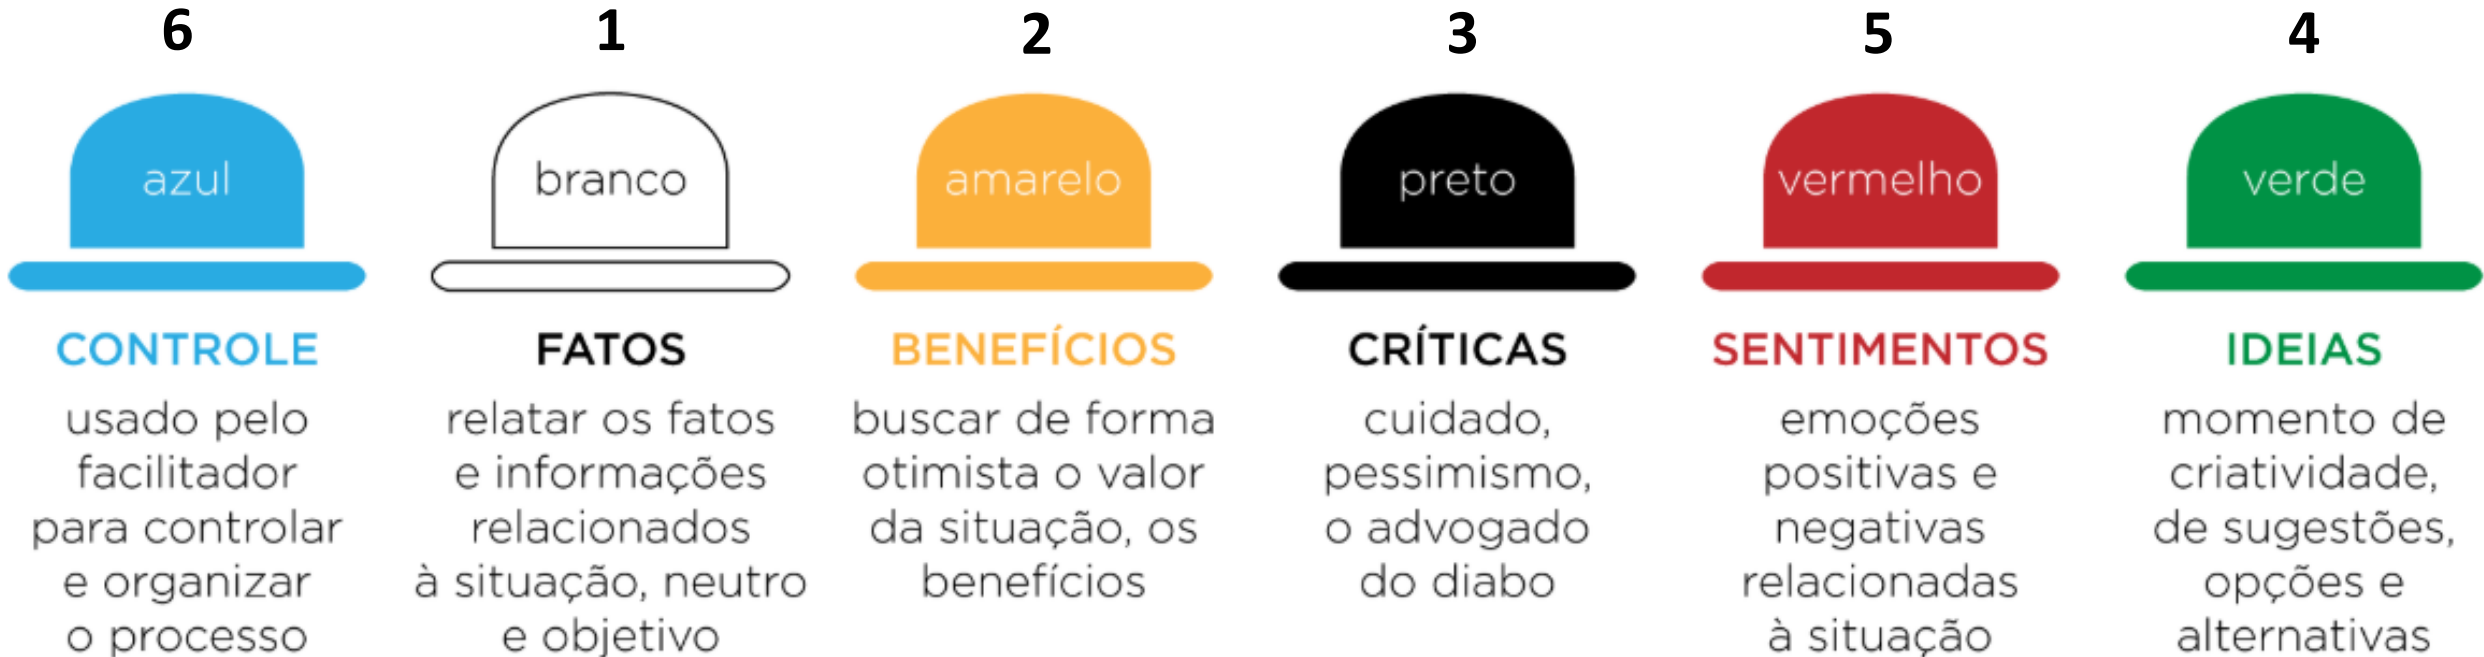 6
1
2
3
5
4
azul
branco
amarelo
preto
vermelho
verde
CONTROLE
usado pelo
facilitador
para controlar
e organizar
o processo
FATOS
relatar os fatos
e informações
relacionados
à situação, neutro
e objetivo
BENEFÍCIOS
buscar de forma
otimista o valor
da situação, os
benefícios
CRÍTICAS
cuidado,
pessimismo,
o advogado
do diabo
SENTIMENTOS
emoções
positivas e
negativas
relacionadas
à situação
IDEIAS
momento de
criatividade,
de sugestões,
opções e
alternativas